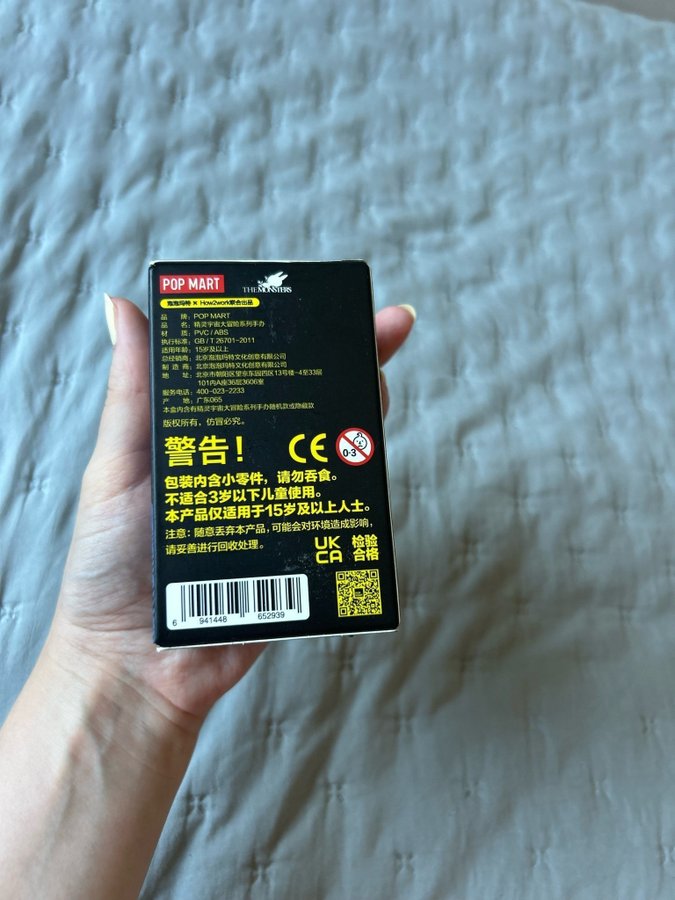 POP MART
THE MONSTERS
泡泡玛特 × How2work联合出品
品 牌：POP MART
品 名：精灵宇宙大冒险系列手办
材 质：PVC / ABS
执行标准：GB / T 26701-2011
适用年龄：15岁及以上
总经销商：北京泡泡玛特文化创意有限公司
制 造 商：北京泡泡玛特文化创意有限公司
地 址：北京市朝阳区望京东园四区13号楼-4至33层
101内A座36层3606室
服务电话：400-023-2233
产 地：广东065
本盒内含有精灵宇宙大冒险系列手办随机款或隐藏款
版权所有，仿冒必究。
警告！ CE 0-3
包装内含小零件，请勿吞食。
不适合3岁以下儿童使用。
本产品仅适用于15岁及以上人士。
注意：随意丢弃本产品，可能会对环境造成影响，
请妥善进行回收处理。
UK
CA
检验
合格
6 941448 652939